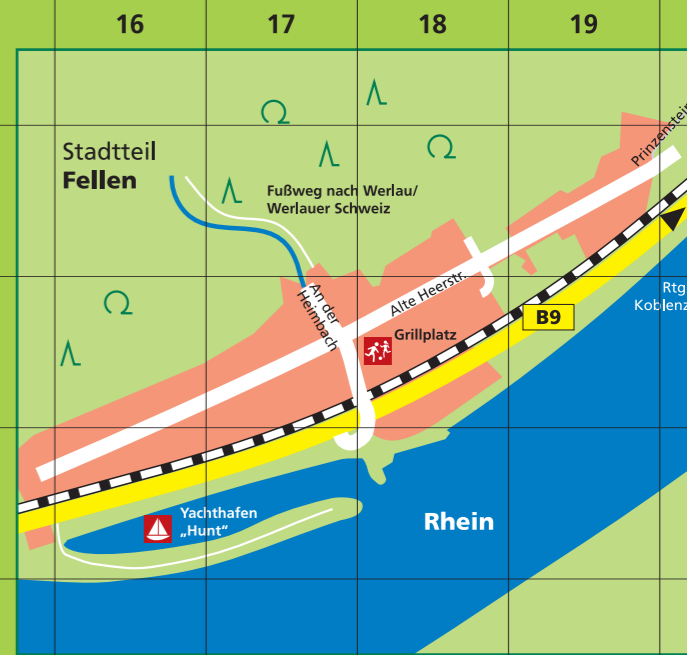 16
17
18
19
Stadtteil
Fellen
Fußweg nach Werlau/
Werlauer Schweiz
Prinzenstein
An der
Heimbach
Alte Heerstr.
Grillplatz
B9
Rtg.
Koblenz
Yachthafen
„Hunt“
Rhein